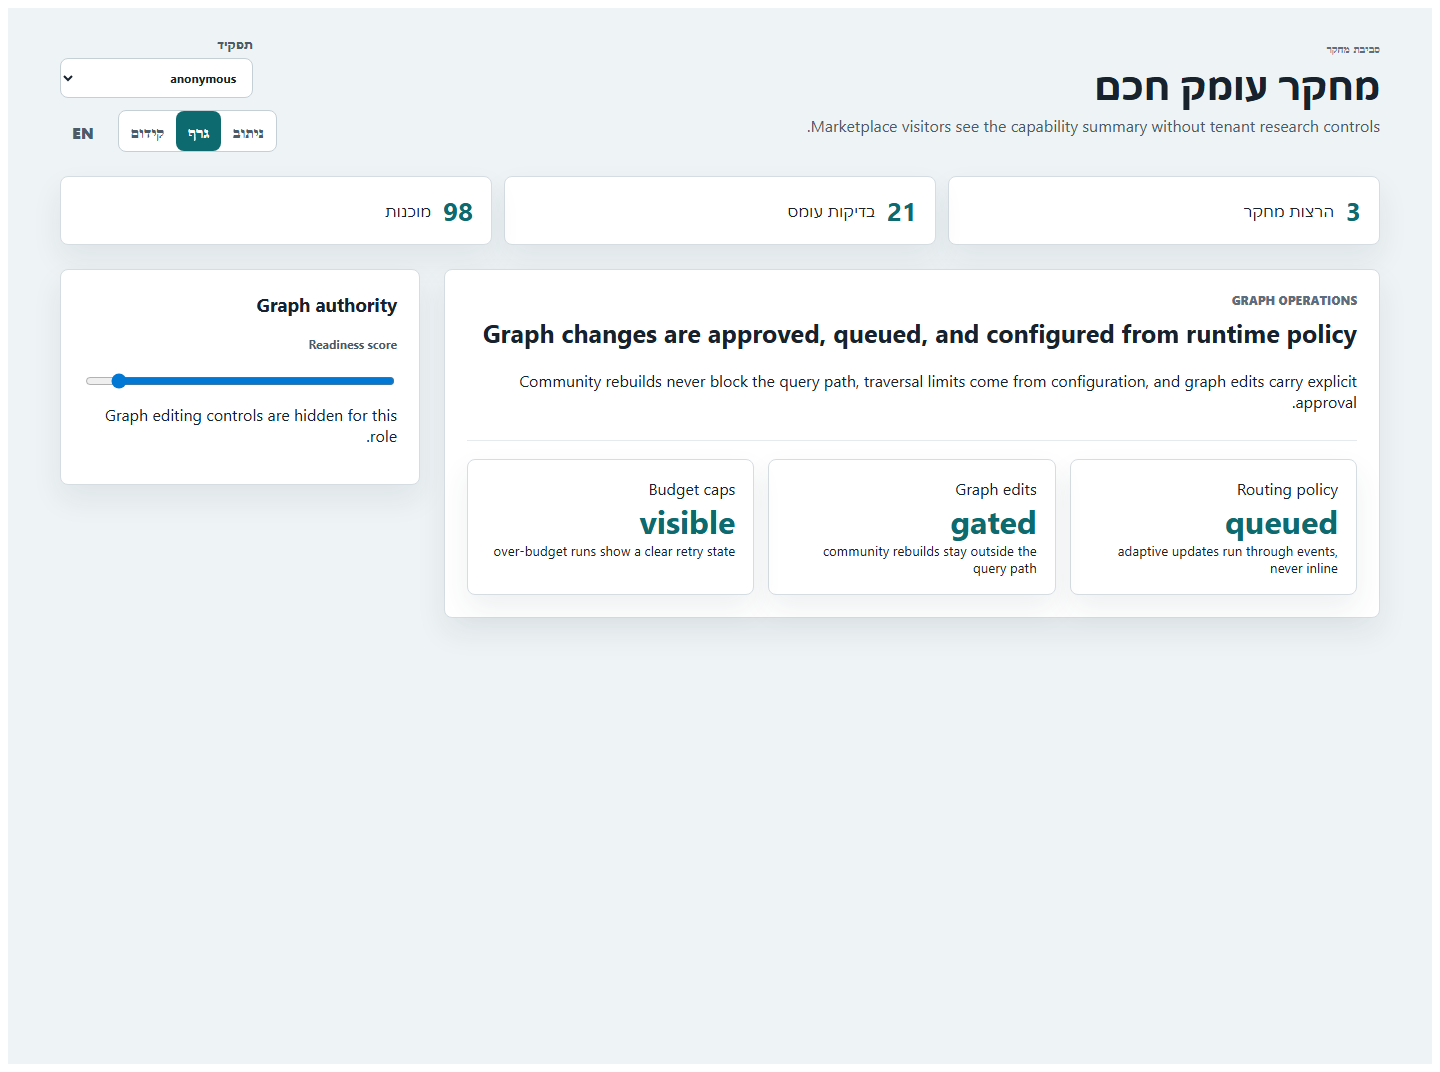 סביבת מחקר
מחקר עומק חכם
Marketplace visitors see the capability summary without tenant research controls.
תפקיד
anonymous
ניתוב
גרף
קידום
EN
3 הרצות מחקר
21 בדיקות עומס
98 מוכנות
GRAPH OPERATIONS
Graph changes are approved, queued, and configured from runtime policy
Community rebuilds never block the query path, traversal limits come from configuration, and graph edits carry explicit
approval.
Routing policy
queued
adaptive updates run through events,
never inline
Graph edits
gated
community rebuilds stay outside the
query path
Budget caps
visible
over-budget runs show a clear retry state
Graph authority
Readiness score
Graph editing controls are hidden for this
role.